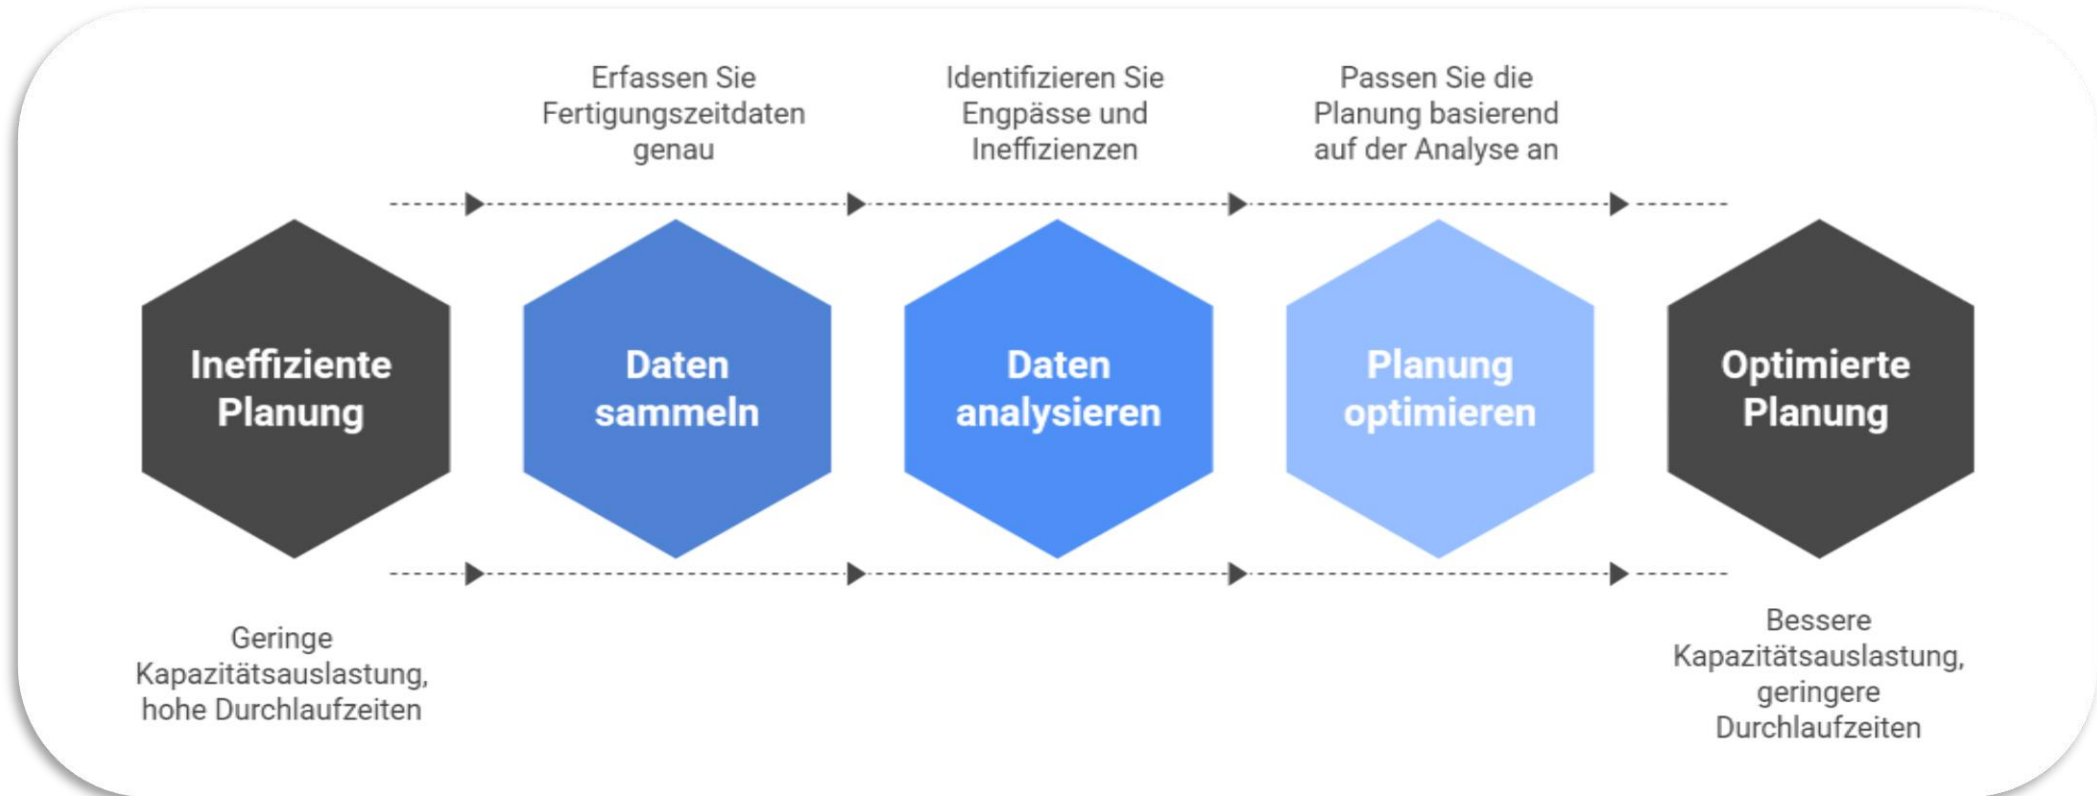 Erfassen Sie
Fertigungszeitdaten
genau
Identifizieren Sie
Engpässe und
Ineffizienzen
Passen Sie die
Planung basierend
auf der Analyse an
Ineffiziente
Planung
Daten
sammeln
Daten
analysieren
Planung
optimieren
Optimierte
Planung
Geringe
Kapazitätsauslastung,
hohe Durchlaufzeiten
Bessere
Kapazitätsauslastung,
geringere
Durchlaufzeiten